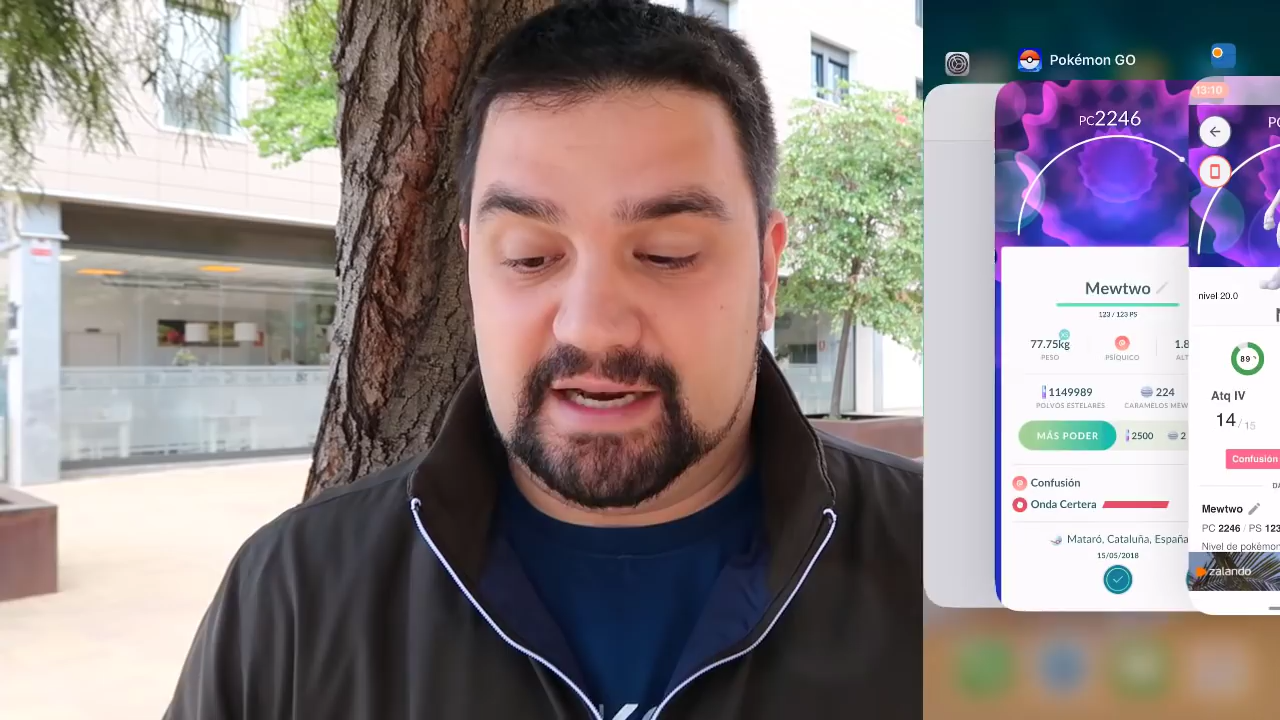 Pokémon GO
PC2246
Mewtwo
123 / 123 PS
77.75kg
PESO
PSÍQUICO
1.8
ALT
1149989
POLVOS ESTELARES
224
CARAMELOS MEW
MÁS PODER
2500
2
Confusión
Onda Certera
Mataró, Cataluña, España
15/05/2018
13:10
nivel 20.0
89
Atq IV
14/15
Confusión
Mewtwo
PC 2246 / PS 123
Nivel de pokémon
zalando